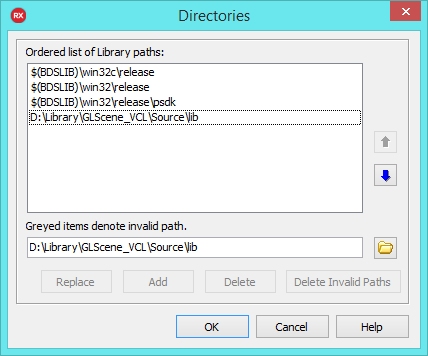 RX
Directories
Ordered list of Library paths:
$(BDSLIB)\win32c\release
$(BDSLIB)\win32\release
$(BDSLIB)\win32\release\psdk
D:\Library\GLScene_VCL\Source\lib
Greyed items denote invalid path.
D:\Library\GLScene_VCL\Source\lib
Replace Add Delete Delete Invalid Paths
OK Cancel Help